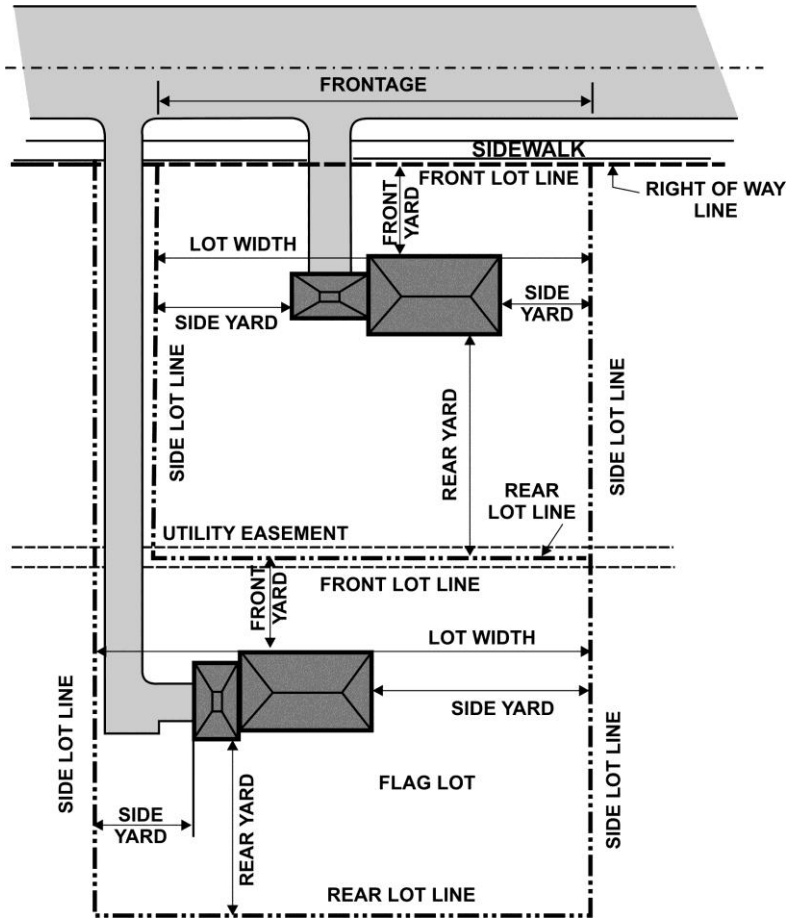 FRONTAGE
SIDEWALK
FRONT LOT LINE
RIGHT OF WAY
LINE
FRONT
YARD
LOT WIDTH
SIDE YARD
SIDE
YARD
SIDE LOT LINE
REAR YARD
SIDE LOT LINE
REAR
LOT LINE
UTILITY EASEMENT
FRONT LOT LINE
FRONT
YARD
LOT WIDTH
SIDE YARD
SIDE LOT LINE
SIDE LOT LINE
FLAG LOT
SIDE
YARD
REAR YARD
REAR LOT LINE